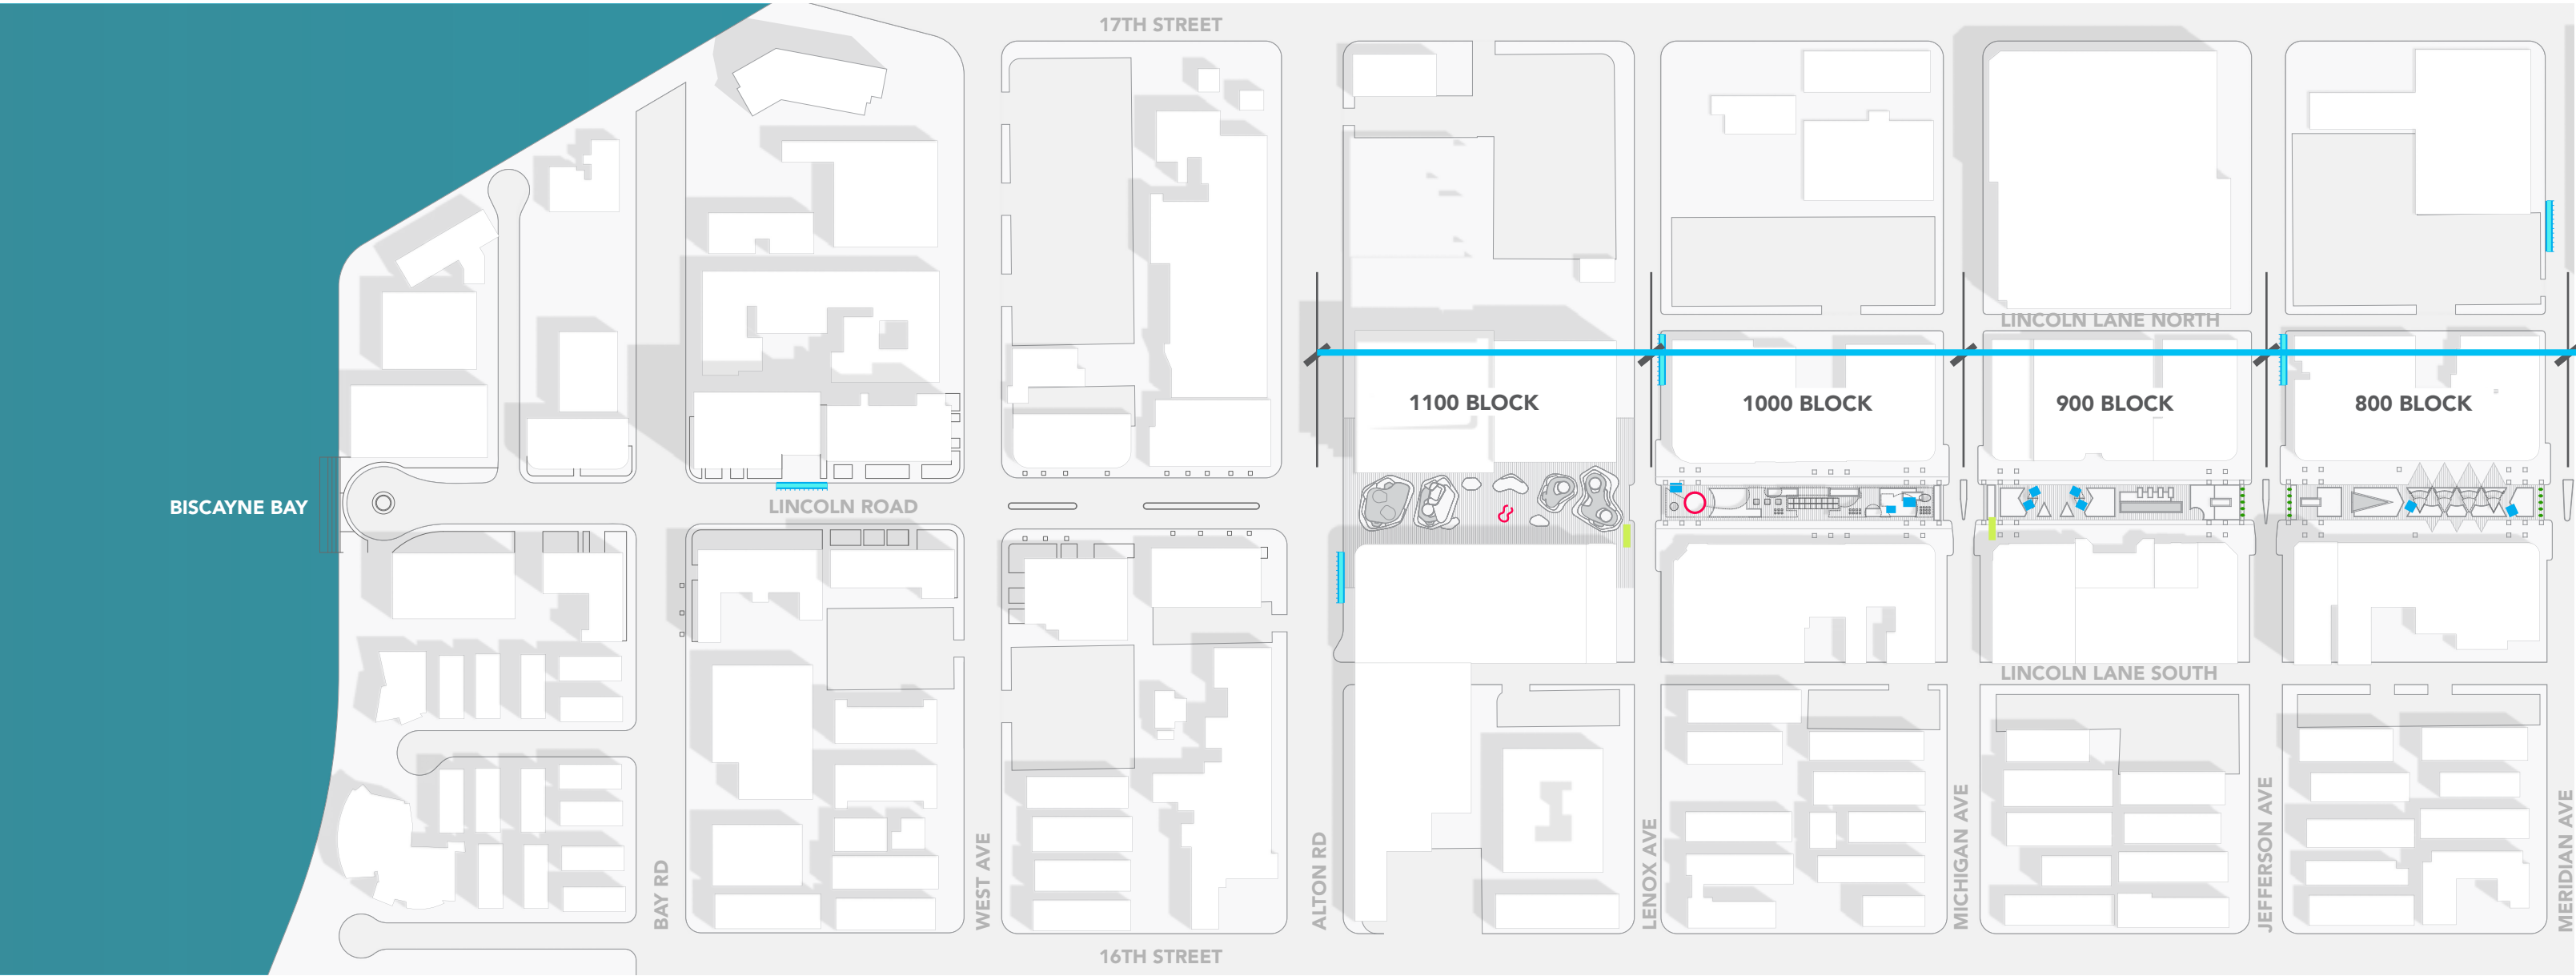 17TH STREET
LINCOLN LANE NORTH
1100 BLOCK
1000 BLOCK
900 BLOCK
800 BLOCK
BISCAYNE BAY
LINCOLN ROAD
LINCOLN LANE SOUTH
BAY RD
WEST AVE
ALTON RD
LENOX AVE
MICHIGAN AVE
JEFFERSON AVE
MERIDIAN AVE
16TH STREET